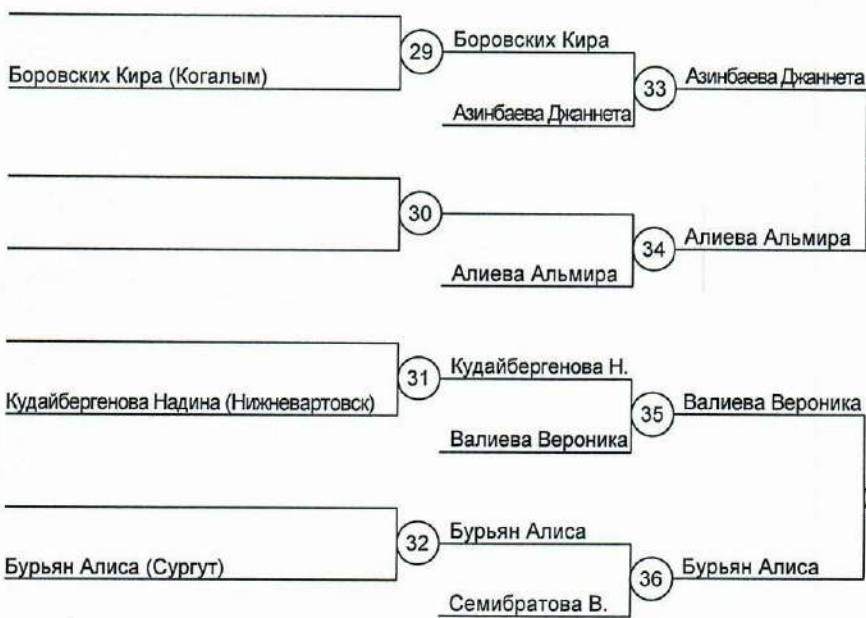 29
Боровских Кира
Боровских Кира (Когалым)
33
Азинбаева Джаннета
Азинбаева Джаннета
30
34
Алиева Альмира
Алиева Альмира
31
Кудайбергенова Н.
Кудайбергенова Надина (Нижневартовск)
35
Валиева Вероника
Валиева Вероника
32
Бурьян Алиса
Бурьян Алиса (Сургут)
36
Бурьян Алиса
Семибратова В.